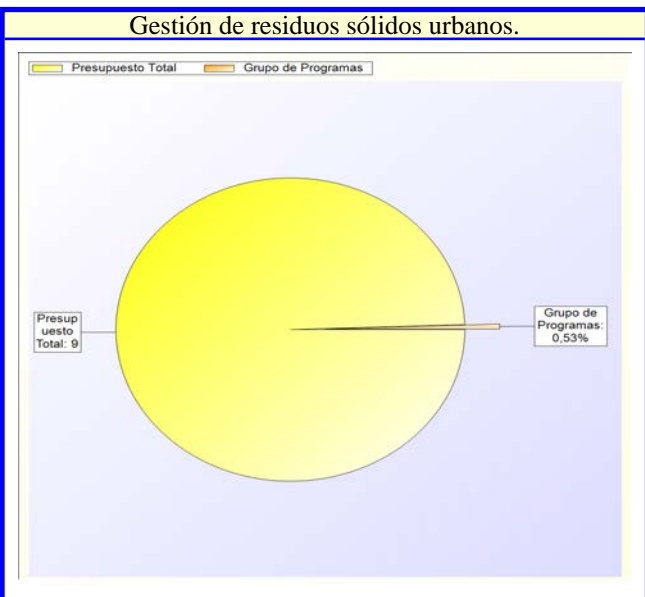 Gestión de residuos sólidos urbanos.
Presupuesto Total Grupo de Programas
Presup
uesto
Total: 9
Grupo de
Programas:
0,53%